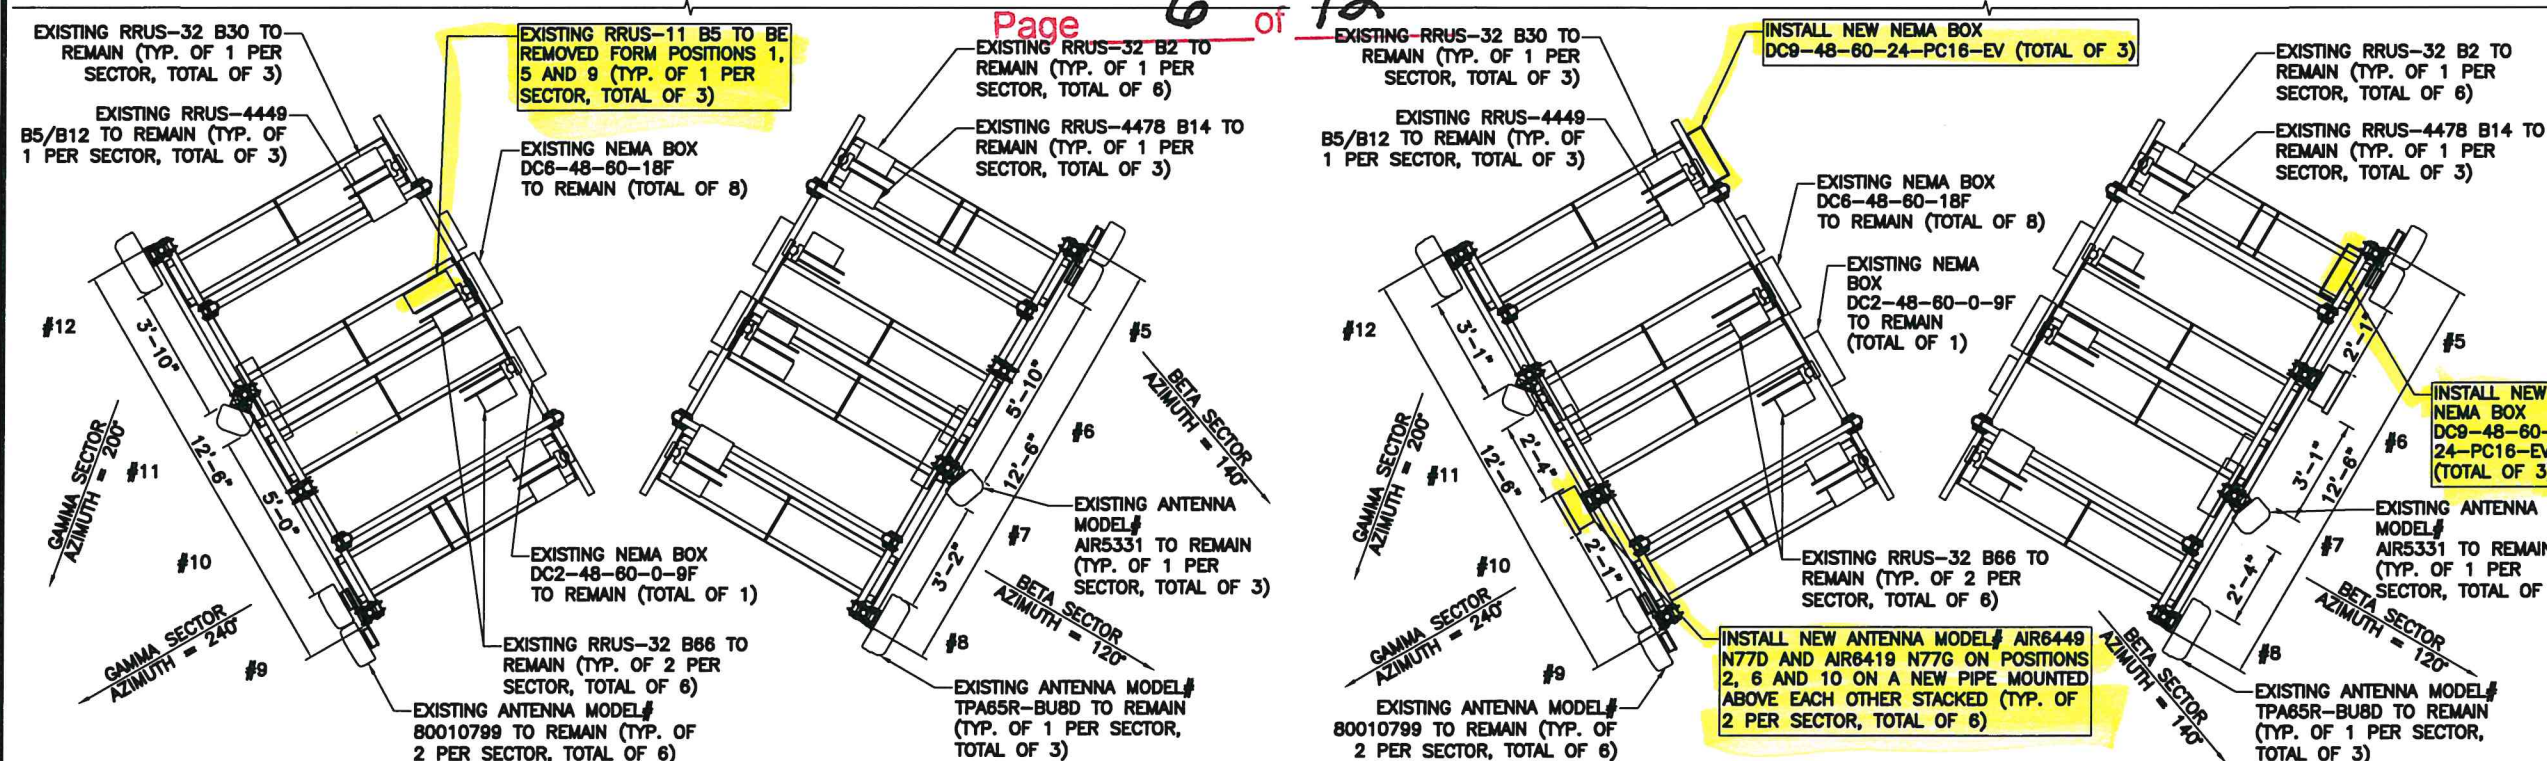 Page 6 of 12
EXISTING RRUS-32 B30 TO
REMAIN (TYP. OF 1 PER
SECTOR, TOTAL OF 3)
EXISTING RRUS-4449
B5/B12 TO REMAIN (TYP. OF
1 PER SECTOR, TOTAL OF 3)
EXISTING RRUS-11 B5 TO BE
REMOVED FORM POSITIONS 1,
5 AND 9 (TYP. OF 1 PER
SECTOR, TOTAL OF 3)
EXISTING NEMA BOX
DC6-48-60-18F
TO REMAIN (TOTAL OF 8)
EXISTING RRUS-32 B2 TO
REMAIN (TYP. OF 1 PER
SECTOR, TOTAL OF 6)
EXISTING RRUS-4478 B14 TO
REMAIN (TYP. OF 1 PER
SECTOR, TOTAL OF 3)
#12
3'-10"
#11
12'-6"
5'-0"
#10
#9
GAMMA SECTOR
AZIMUTH = 200°
GAMMA SECTOR
AZIMUTH = 240°
EXISTING NEMA BOX
DC2-48-60-0-9F
TO REMAIN (TOTAL OF 1)
EXISTING RRUS-32 B66 TO
REMAIN (TYP. OF 2 PER
SECTOR, TOTAL OF 6)
EXISTING ANTENNA MODEL#
80010799 TO REMAIN (TYP. OF
2 PER SECTOR, TOTAL OF 6)
#5
5'-10"
#6
12'-6"
#7
3'-2"
#8
BETA SECTOR
AZIMUTH = 140°
BETA SECTOR
AZIMUTH = 120°
EXISTING ANTENNA
MODEL#
AIR5331 TO REMAIN
(TYP. OF 1 PER
SECTOR, TOTAL OF 3)
EXISTING ANTENNA MODEL#
TPA65R-BU8D TO REMAIN
(TYP. OF 1 PER SECTOR,
TOTAL OF 3)
EXISTING RRUS-32 B30 TO
REMAIN (TYP. OF 1 PER
SECTOR, TOTAL OF 3)
EXISTING RRUS-4449
B5/B12 TO REMAIN (TYP. OF
1 PER SECTOR, TOTAL OF 3)
INSTALL NEW NEMA BOX
DC9-48-60-24-PC16-EV (TOTAL OF 3)
EXISTING NEMA BOX
DC6-48-60-18F
TO REMAIN (TOTAL OF 8)
EXISTING NEMA
BOX
DC2-48-60-0-9F
TO REMAIN
(TOTAL OF 1)
EXISTING RRUS-32 B2 TO
REMAIN (TYP. OF 1 PER
SECTOR, TOTAL OF 6)
EXISTING RRUS-4478 B14 TO
REMAIN (TYP. OF 1 PER
SECTOR, TOTAL OF 3)
#12
3'-1"
#11
2'-4"
12'-6"
2'-1"
#10
#9
GAMMA SECTOR
AZIMUTH = 200°
GAMMA SECTOR
AZIMUTH = 240°
EXISTING RRUS-32 B66 TO
REMAIN (TYP. OF 2 PER
SECTOR, TOTAL OF 6)
INSTALL NEW ANTENNA MODEL# AIR6449
N77D AND AIR6419 N77G ON POSITIONS
2, 6 AND 10 ON A NEW PIPE MOUNTED
ABOVE EACH OTHER STACKED (TYP. OF
2 PER SECTOR, TOTAL OF 6)
EXISTING ANTENNA MODEL#
80010799 TO REMAIN (TYP. OF
2 PER SECTOR, TOTAL OF 6)
#5
2'-1"
#6
3'-1"
12'-6"
#7
2'-4"
#8
INSTALL NEW
NEMA BOX
DC9-48-60-
24-PC16-EV
(TOTAL OF 3
EXISTING ANTENNA
MODEL#
AIR5331 TO REMAIN
(TYP. OF 1 PER
SECTOR, TOTAL OF
BETA SECTOR
AZIMUTH = 120°
BETA SECTOR
AZIMUTH = 140°
EXISTING ANTENNA MODEL#
TPA65R-BU8D TO REMAIN
(TYP. OF 1 PER SECTOR,
TOTAL OF 3)